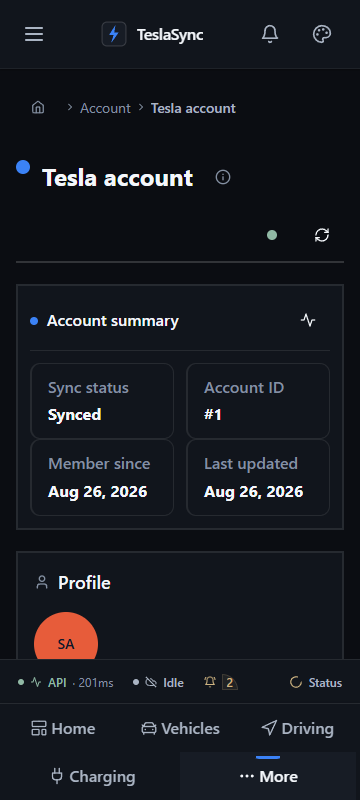 TeslaSync
Account Tesla account
Tesla account
Account summary
Sync status
Synced
Account ID
#1
Member since
Aug 26, 2026
Last updated
Aug 26, 2026
Profile
SA
API · 201ms Idle 2 Status
Home Vehicles Driving
Charging More